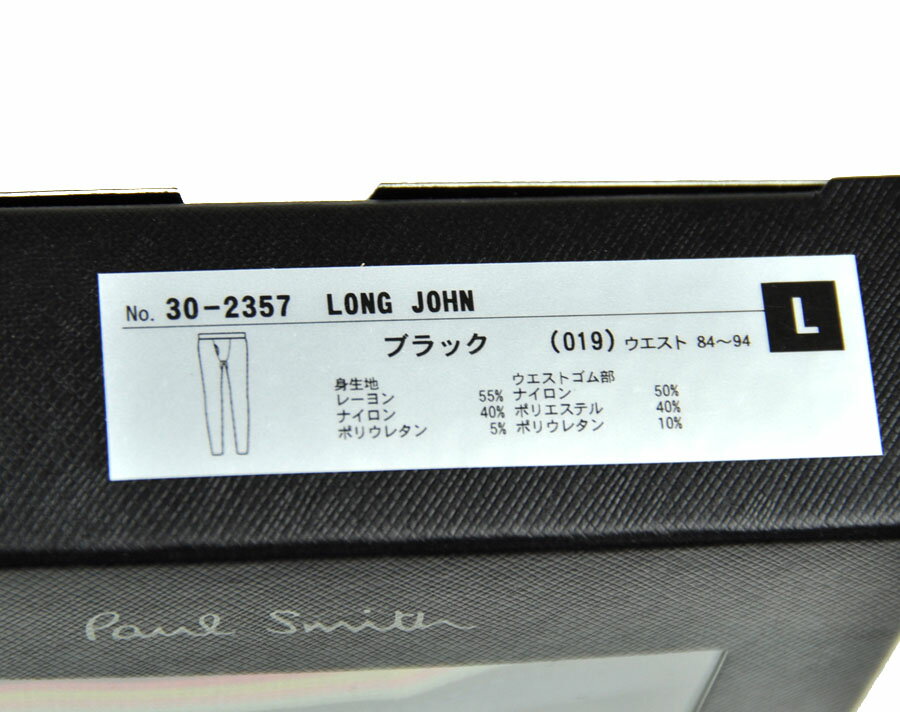 No. 30-2357 LONG JOHN
L
ブラック (019) ウエスト 84～94
身生地
レーヨン 55%
ナイロン 40%
ポリウレタン 5%
ウエストゴム部
ナイロン 50%
ポリエステル 40%
ポリウレタン 10%
Paul Smith